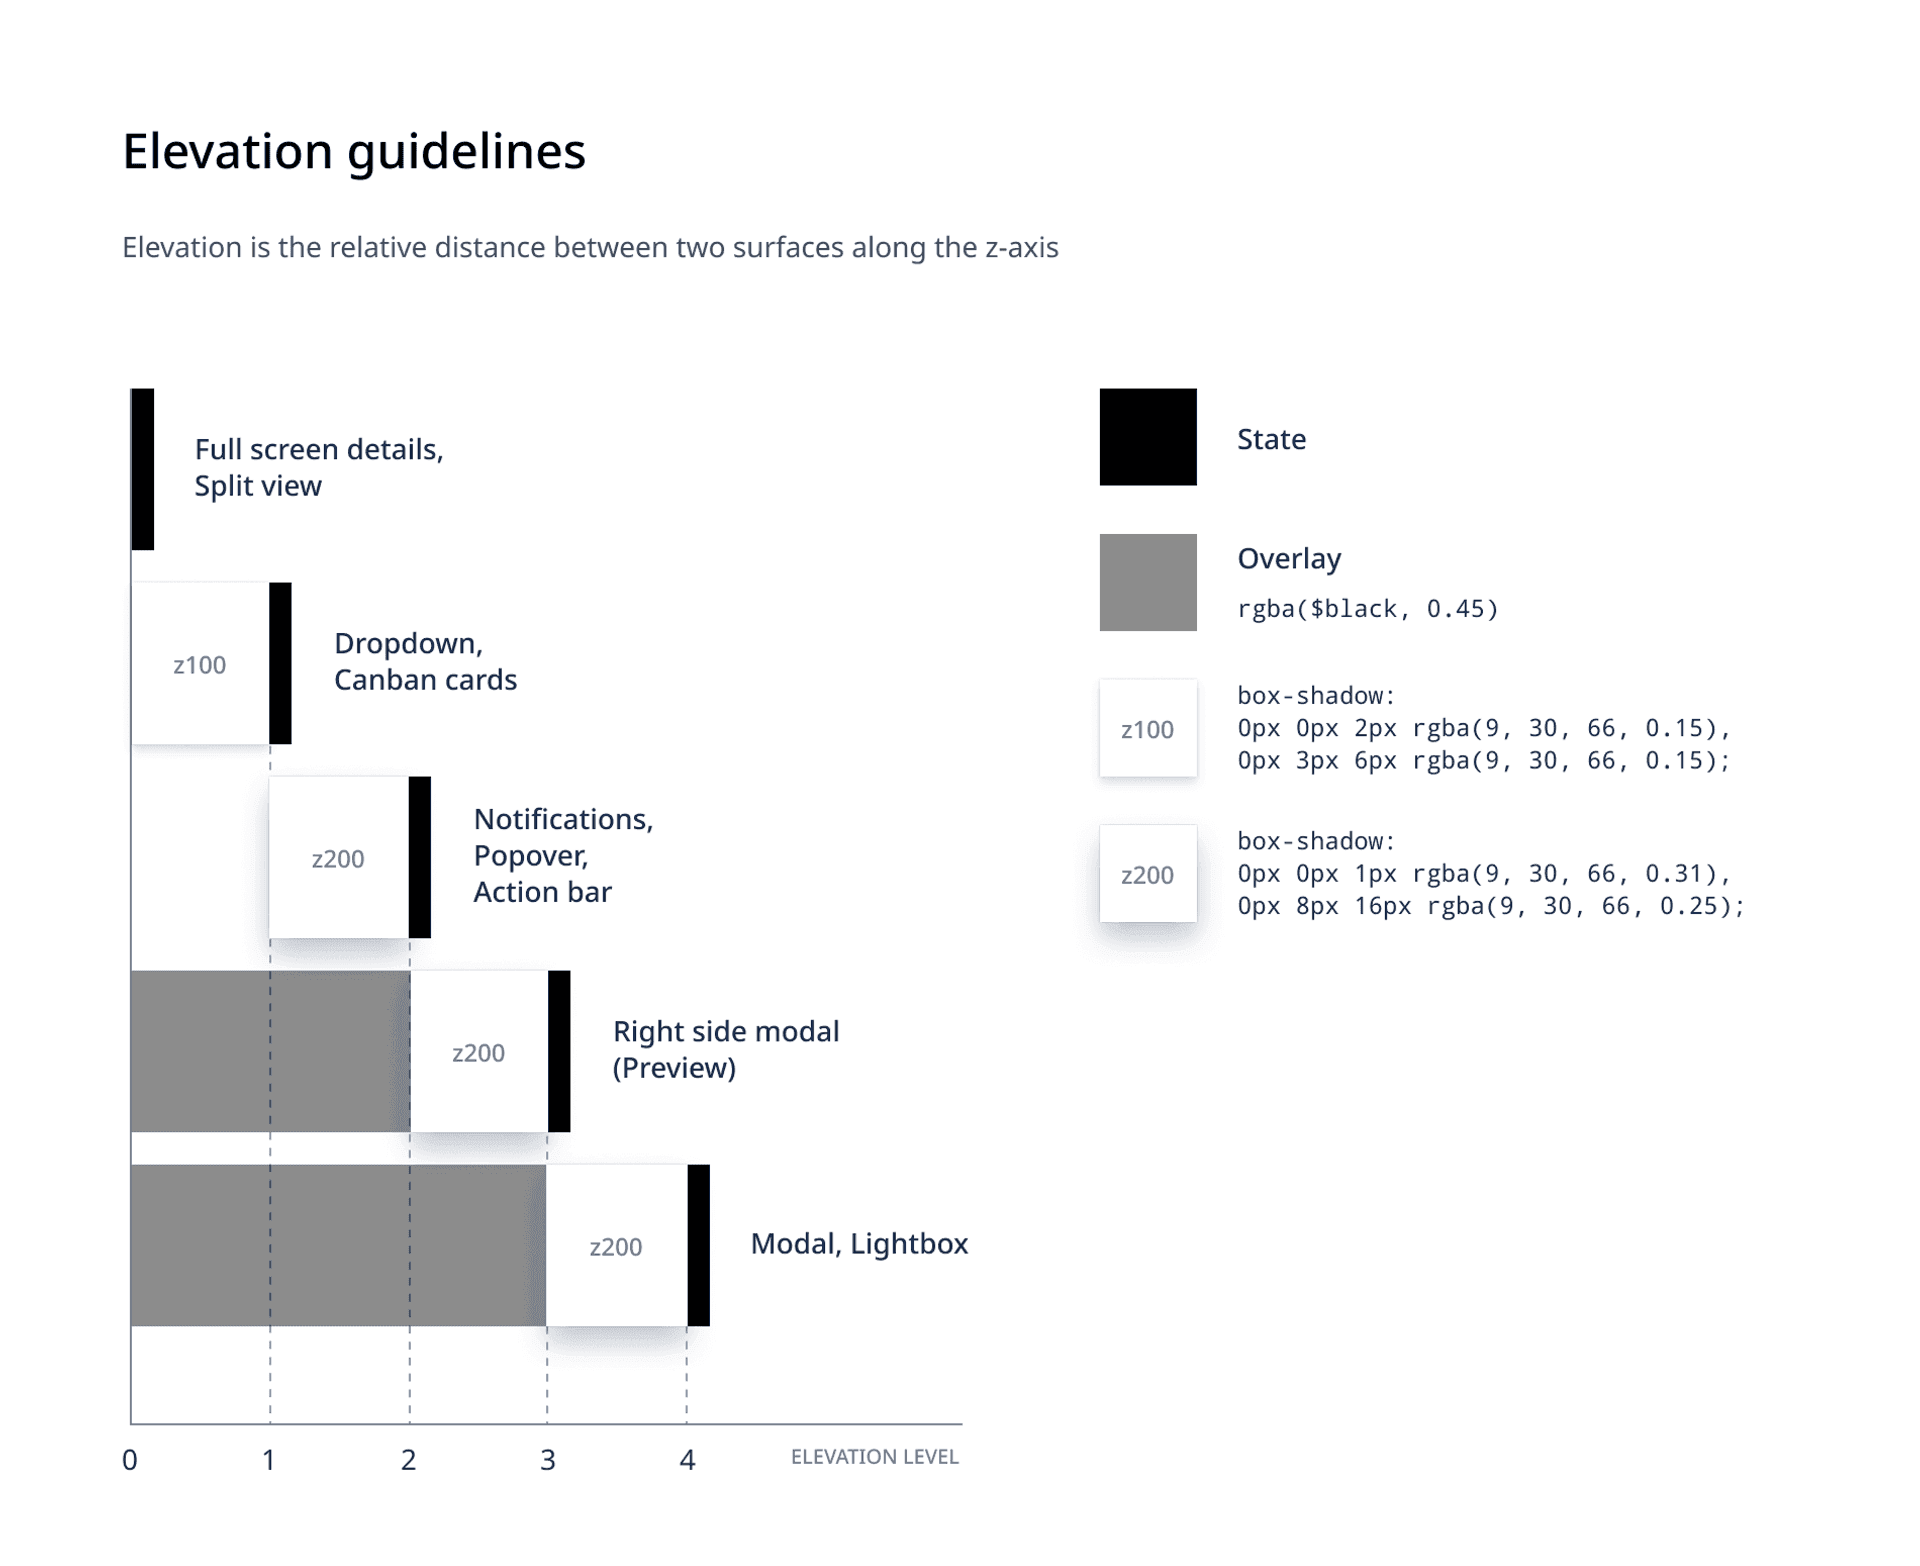 Elevation guidelines
Elevation is the relative distance between two surfaces along the z-axis
Full screen details,
Split view
z100
Dropdown,
Canban cards
z200
Notifications,
Popover,
Action bar
z200
Right side modal
(Preview)
z200
Modal, Lightbox
0
1
2
3
4
ELEVATION LEVEL
State
Overlay
rgba($black, 0.45)
z100
box-shadow:
0px 0px 2px rgba(9, 30, 66, 0.15),
0px 3px 6px rgba(9, 30, 66, 0.15);
z200
box-shadow:
0px 0px 1px rgba(9, 30, 66, 0.31),
0px 8px 16px rgba(9, 30, 66, 0.25);